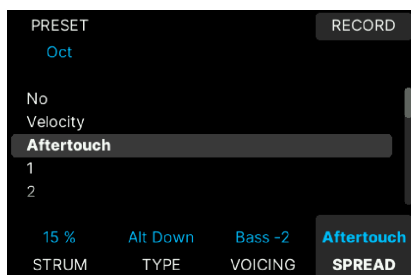 PRESET RECORD
Oct
No
Velocity
Aftertouch
1
2
15 % Alt Down Bass -2 Aftertouch
STRUM TYPE VOICING SPREAD